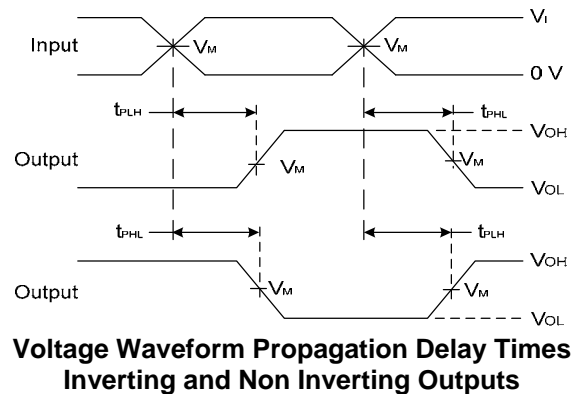 VI
Input VM VM
0 V
tPLH tPHL
VOH
Output VM VM
VOL
tPHL tPLH
VOH
Output VM VM
VOL
Voltage Waveform Propagation Delay Times
Inverting and Non Inverting Outputs